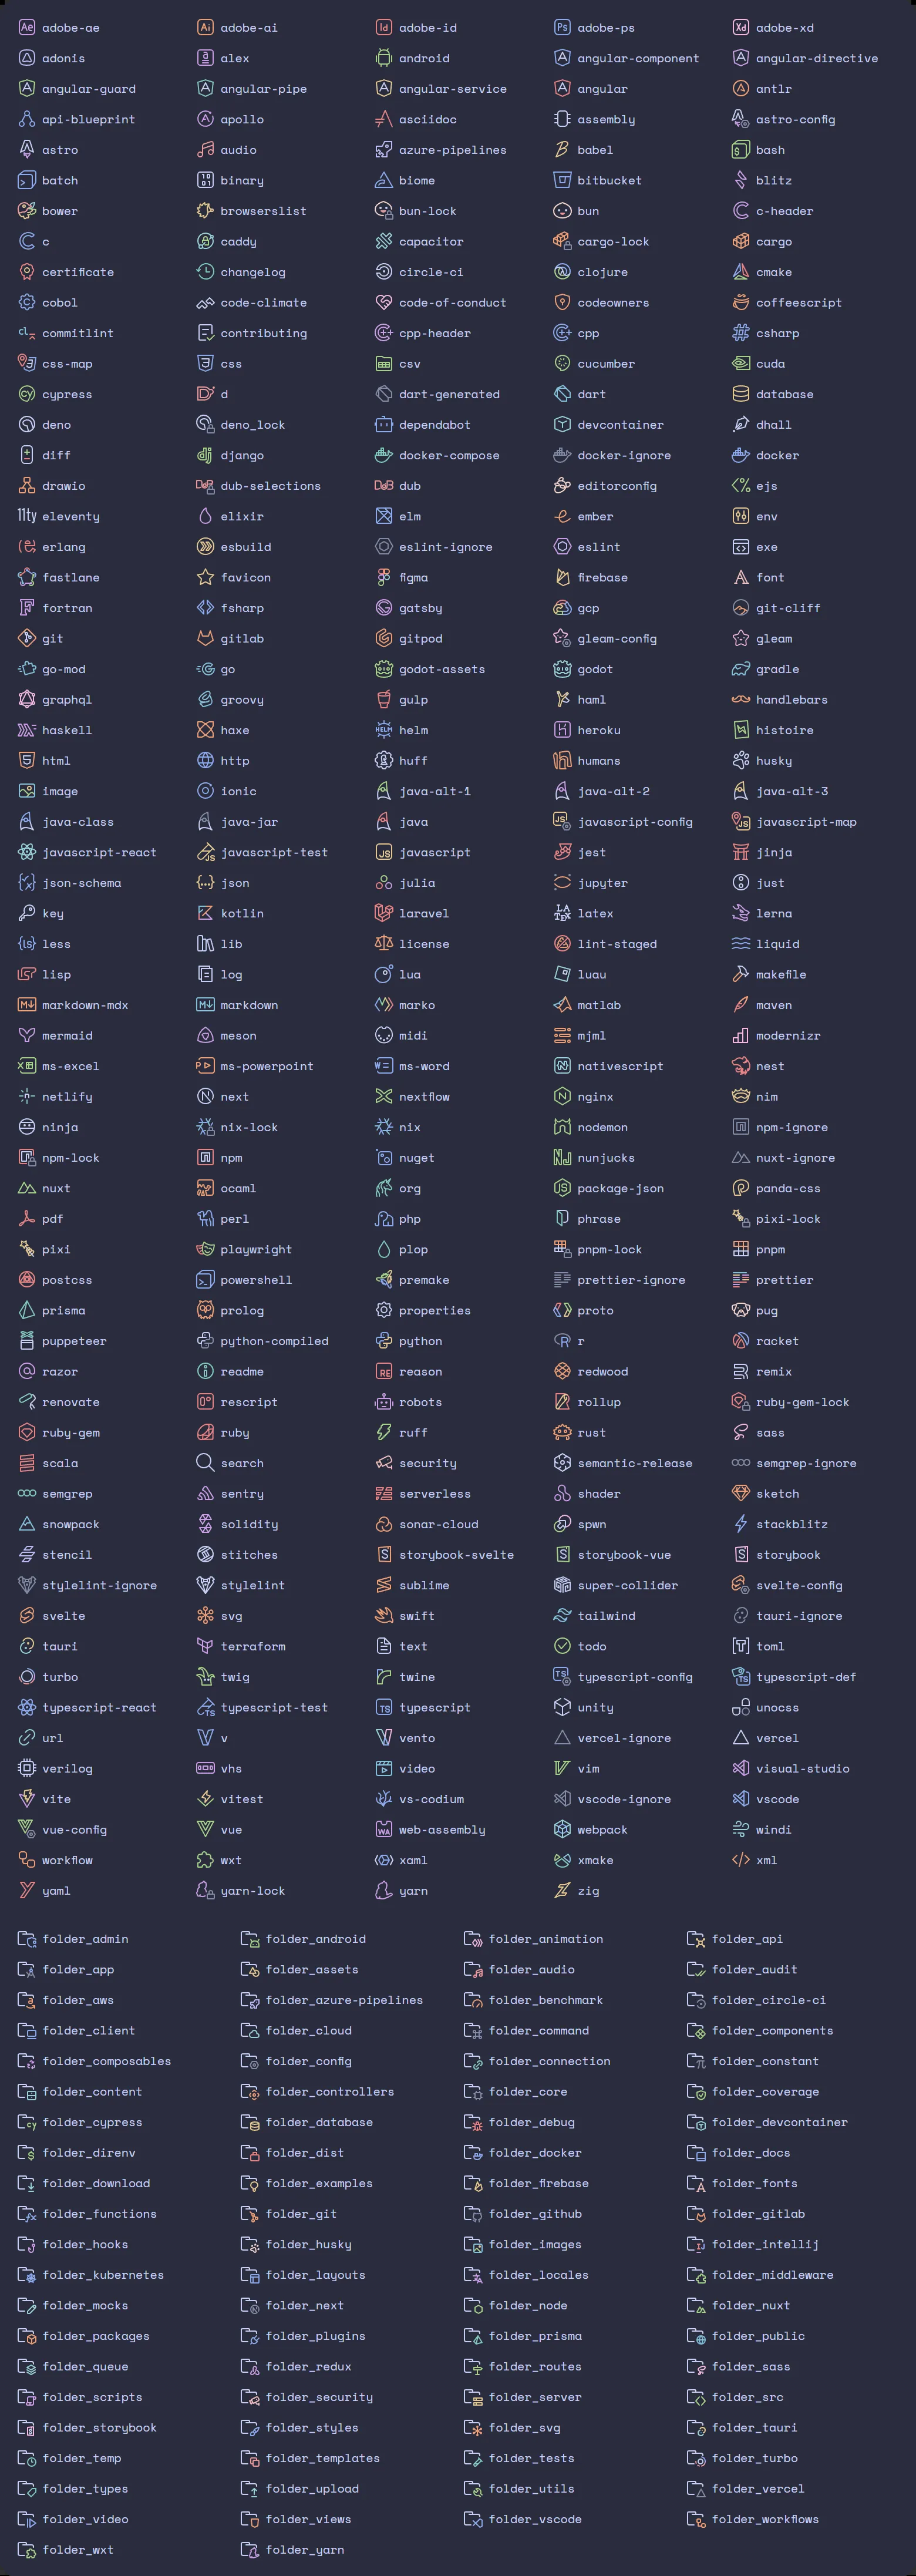 adobe-ae adobe-ai adobe-id adobe-ps adobe-xd
adonis alex android angular-component angular-directive
angular-guard angular-pipe angular-service angular antlr
api-blueprint apollo asciidoc assembly astro-config
astro audio azure-pipelines babel bash
batch binary biome bitbucket blitz
bower browserslist bun-lock bun c-header
c caddy capacitor cargo-lock cargo
certificate changelog circle-ci clojure cmake
cobol code-climate code-of-conduct codeowners coffeescript
commitlint contributing cpp-header cpp csharp
css-map css csv cucumber cuda
cypress d dart-generated dart database
deno deno_lock dependabot devcontainer dhall
diff django docker-compose docker-ignore docker
drawio dub-selections dub editorconfig ejs
eleventy elixir elm ember env
erlang esbuild eslint-ignore eslint exe
fastlane favicon figma firebase font
fortran fsharp gatsby gcp git-cliff
git gitlab gitpod gleam-config gleam
go-mod go godot-assets godot gradle
graphql groovy gulp haml handlebars
haskell haxe helm heroku histoire
html http huff humans husky
image ionic java-alt-1 java-alt-2 java-alt-3
java-class java-jar java javascript-config javascript-map
javascript-react javascript-test javascript jest jinja
json-schema json julia jupyter just
key kotlin laravel latex lerna
less lib license lint-staged liquid
lisp log lua luau makefile
markdown-mdx markdown marko matlab maven
mermaid meson midi mjml modernizr
ms-excel ms-powerpoint ms-word nativescript nest
netlify next nextflow nginx nim
ninja nix-lock nix nodemon npm-ignore
npm-lock npm nuget nunjucks nuxt-ignore
nuxt ocaml org package-json panda-css
pdf perl php phrase pixi-lock
pixi playwright plop pnpm-lock pnpm
postcss powershell premake prettier-ignore prettier
prisma prolog properties proto pug
puppeteer python-compiled python r racket
razor readme reason redwood remix
renovate rescript robots rollup ruby-gem-lock
ruby-gem ruby ruff rust sass
scala search security semantic-release semgrep-ignore
semgrep sentry serverless shader sketch
snowpack solidity sonar-cloud spwn stackblitz
stencil stitches storybook-svelte storybook-vue storybook
stylelint-ignore stylelint sublime super-collider svelte-config
svelte svg swift tailwind tauri-ignore
tauri terraform text todo toml
turbo twig twine typescript-config typescript-def
typescript-react typescript-test typescript unity unocss
url v vento vercel-ignore vercel
verilog vhs video vim visual-studio
vite vitest vs-codium vscode-ignore vscode
vue-config vue web-assembly webpack windi
workflow wxt xaml xmake xml
yaml yarn-lock yarn zig
folder_admin folder_android folder_animation folder_api
folder_app folder_assets folder_audio folder_audit
folder_aws folder_azure-pipelines folder_benchmark folder_circle-ci
folder_client folder_cloud folder_command folder_components
folder_composables folder_config folder_connection folder_constant
folder_content folder_controllers folder_core folder_coverage
folder_cypress folder_database folder_debug folder_devcontainer
folder_direnv folder_dist folder_docker folder_docs
folder_download folder_examples folder_firebase folder_fonts
folder_functions folder_git folder_github folder_gitlab
folder_hooks folder_husky folder_images folder_intellij
folder_kubernetes folder_layouts folder_locales folder_middleware
folder_mocks folder_next folder_node folder_nuxt
folder_packages folder_plugins folder_prisma folder_public
folder_queue folder_redux folder_routes folder_sass
folder_scripts folder_security folder_server folder_src
folder_storybook folder_styles folder_svg folder_tauri
folder_temp folder_templates folder_tests folder_turbo
folder_types folder_upload folder_utils folder_vercel
folder_video folder_views folder_vscode folder_workflows
folder_wxt folder_yarn